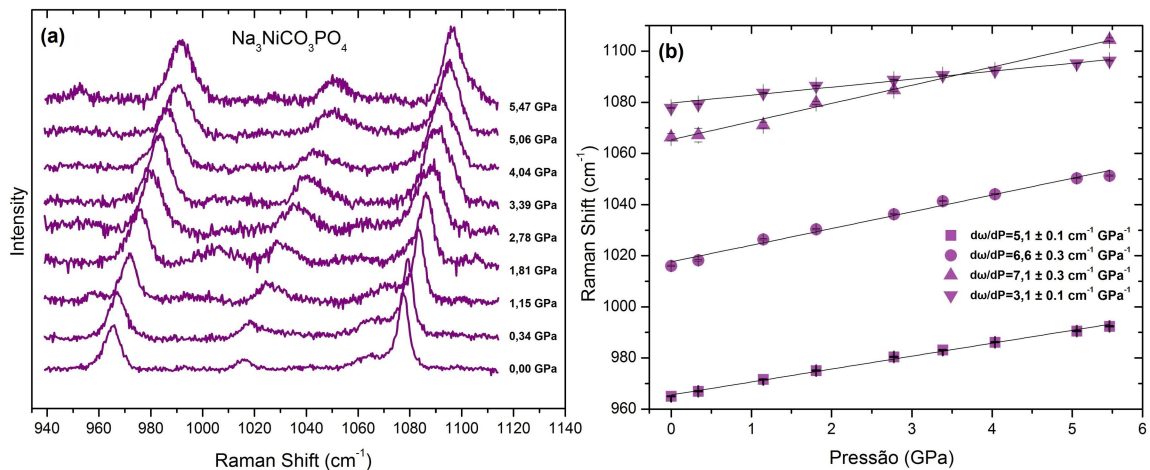 (a)
Na₃NiCO₃PO₄
5,47 GPa
5,06 GPa
4,04 GPa
3,39 GPa
2,78 GPa
1,81 GPa
1,15 GPa
0,34 GPa
0,00 GPa
Intensity
940 960 980 1000 1020 1040 1060 1080 1100 1120 1140
Raman Shift (cm⁻¹)
(b)
1100
1080
1060
1040
1020
1000
980
960
Raman Shift (cm⁻¹)
dω/dP=5,1 ± 0.1 cm⁻¹ GPa⁻¹
dω/dP=6,6 ± 0.3 cm⁻¹ GPa⁻¹
dω/dP=7,1 ± 0.3 cm⁻¹ GPa⁻¹
dω/dP=3,1 ± 0.1 cm⁻¹ GPa⁻¹
0 1 2 3 4 5 6
Pressão (GPa)